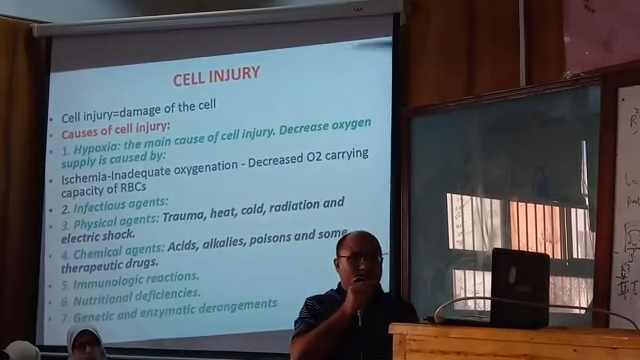 CELL INJURY
Cell injury=damage of the cell
Causes of cell injury:
1. Hypoxia: the main cause of cell injury. Decrease oxygen
supply is caused by:
Ischemia-Inadequate oxygenation - Decreased O2 carrying
capacity of RBCs
2. Infectious agents:
3. Physical agents: Trauma, heat, cold, radiation and
electric shock.
4. Chemical agents: Acids, alkalies, poisons and some
therapeutic drugs.
5. Immunologic reactions.
6. Nutritional deficiencies.
7. Genetic and enzymatic derangements